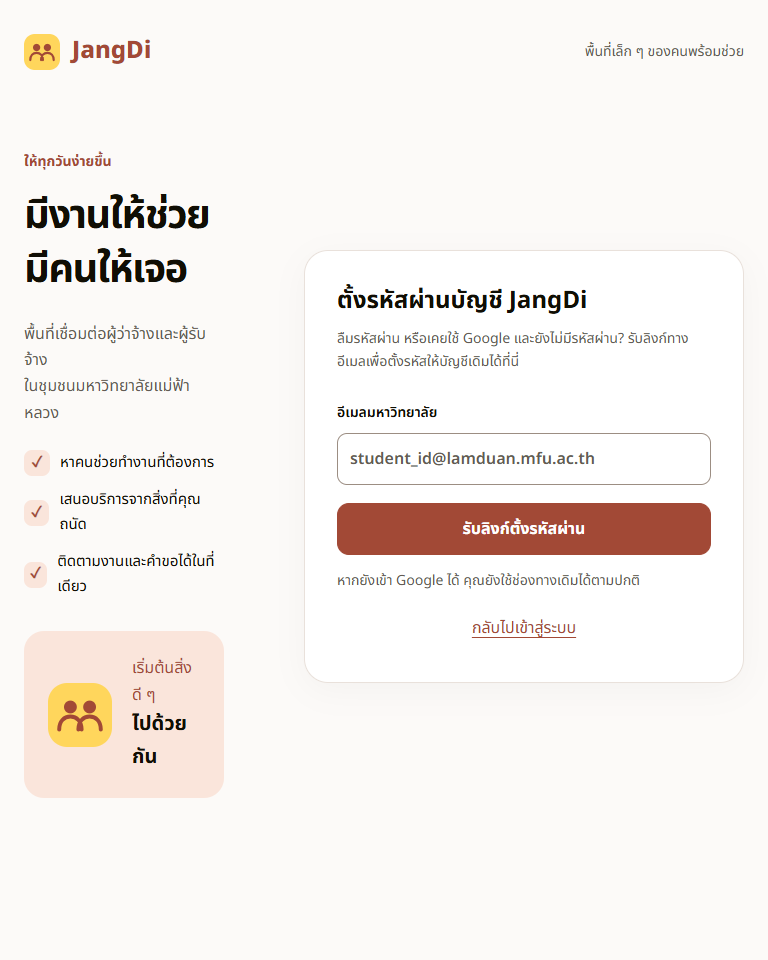 JangDi
พื้นที่เล็ก ๆ ของคนพร้อมช่วย
ให้ทุกวันง่ายขึ้น
มีงานให้ช่วย
มีคนให้เจอ
พื้นที่เชื่อมต่อผู้ว่าจ้างและผู้รับ
จ้าง
ในชุมชนมหาวิทยาลัยแม่ฟ้า
หลวง
✓ หาคนช่วยทำงานที่ต้องการ
✓ เสนอบริการจากสิ่งที่คุณ
ถนัด
✓ ติดตามงานและคำขอได้ในที่
เดียว
เริ่มต้นสิ่ง
ดี ๆ
ไปด้วย
กัน
ตั้งรหัสผ่านบัญชี JangDi
ลืมรหัสผ่าน หรือเคยใช้ Google และยังไม่มีรหัสผ่าน? รับลิงก์ทาง
อีเมลเพื่อตั้งรหัสให้บัญชีเดิมได้ที่นี่
อีเมลมหาวิทยาลัย
student_id@lamduan.mfu.ac.th
รับลิงก์ตั้งรหัสผ่าน
หากยังเข้า Google ได้ คุณยังใช้ช่องทางเดิมได้ตามปกติ
กลับไปเข้าสู่ระบบ